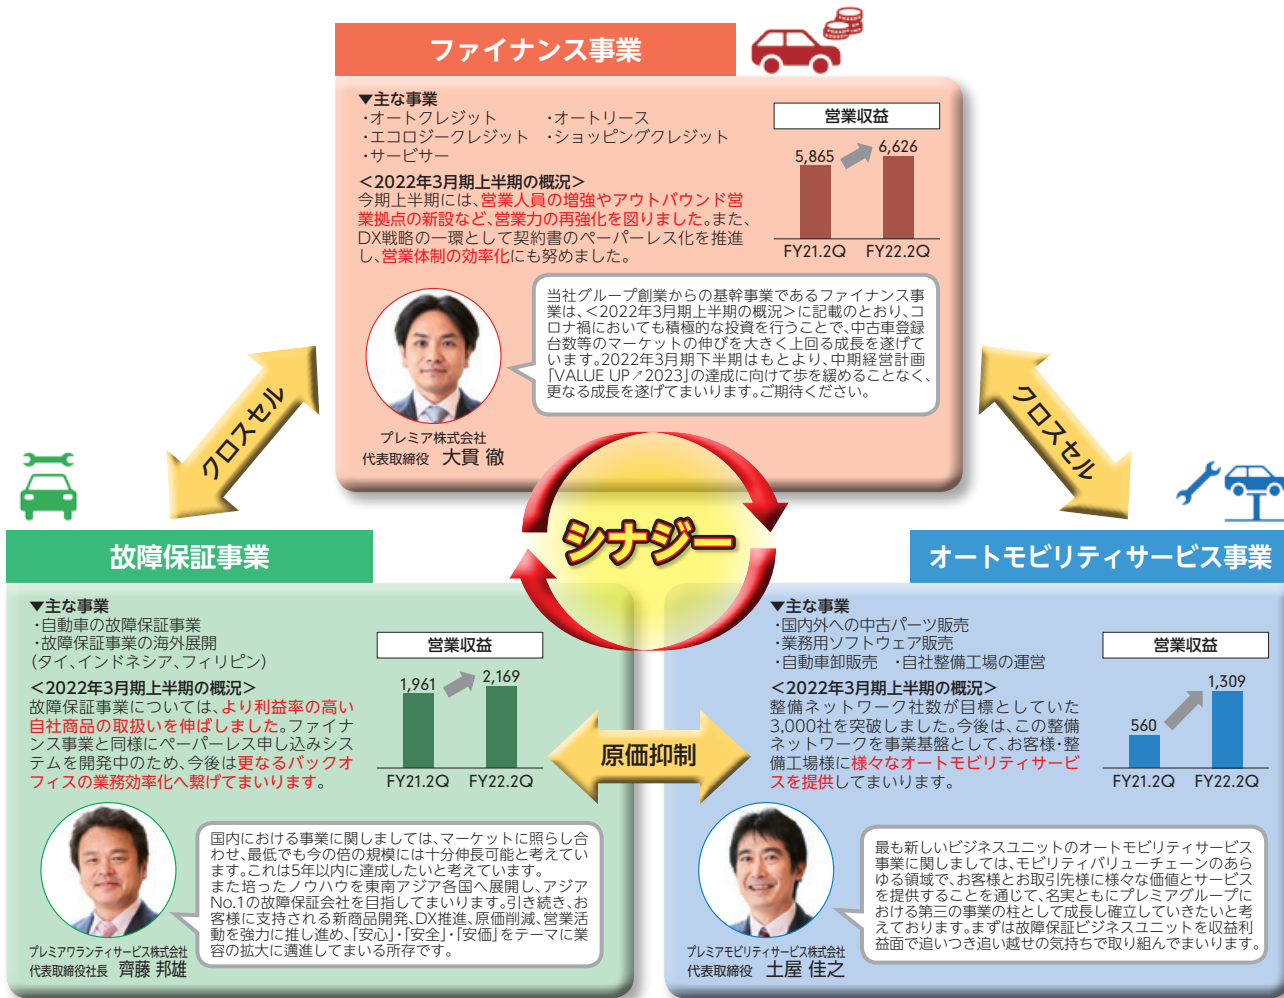 ファイナンス事業
▼主な事業
・オートクレジット ・オートリース
・エコロジークレジット ・ショッピングクレジット
・サービサー
<2022年3月期上半期の概況>
今期上半期には、営業人員の増強やアウトバウンド営
業拠点の新設など、営業力の再強化を図りました。また、
DX戦略の一環として契約書のペーパーレス化を推進
し、営業体制の効率化にも努めました。
営業収益
5,865
6,626
FY21.2Q FY22.2Q
当社グループ創業からの基幹事業であるファイナンス事
業は、<2022年3月期上半期の概況>に記載のとおり、コ
ロナ禍においても積極的な投資を行うことで、中古車登録
台数等のマーケットの伸びを大きく上回る成長を遂げて
います。2022年3月期下半期はもとより、中期経営計画
「VALUE UP↗2023」の達成に向けて歩を緩めることなく、
更なる成長を遂げてまいります。ご期待ください。
プレミア株式会社
代表取締役 大貫 徹
クロスセル
クロスセル
シナジー
原価抑制
故障保証事業
▼主な事業
・自動車の故障保証事業
・故障保証事業の海外展開
(タイ、インドネシア、フィリピン)
<2022年3月期上半期の概況>
故障保証事業については、より利益率の高い
自社商品の取扱いを伸ばしました。ファイナ
ンス事業と同様にペーパーレス申し込みシス
テムを開発中のため、今後は更なるバックオ
フィスの業務効率化へ繋げてまいります。
営業収益
1,961
2,169
FY21.2Q FY22.2Q
国内における事業に関しましては、マーケットに照らし合
わせ、最低でも今の倍の規模には十分伸長可能と考えてい
ます。これは5年以内に達成したいと考えています。
また培ったノウハウを東南アジア各国へ展開し、アジア
No.1の故障保証会社を目指してまいります。引き続き、お
客様に支持される新商品開発、DX推進、原価削減、営業活
動を強力に推し進め、「安心」・「安全」・「安価」をテーマに業
容の拡大に邁進してまいる所存です。
プレミアワランティサービス株式会社
代表取締役社長 齊藤 邦雄
オートモビリティサービス事業
▼主な事業
・国内外への中古パーツ販売
・業務用ソフトウェア販売
・自動車卸販売 ・自社整備工場の運営
<2022年3月期上半期の概況>
整備ネットワーク社数が目標としていた
3,000社を突破しました。今後は、この整備
ネットワークを事業基盤として、お客様・整
備工場様に様々なオートモビリティサービ
スを提供してまいります。
営業収益
560
1,309
FY21.2Q FY22.2Q
最も新しいビジネスユニットのオートモビリティサービス
事業に関しましては、モビリティバリューチェーンのあら
ゆる領域で、お客様とお取引先様に様々な価値とサービス
を提供することを通じて、名実ともにプレミアグループに
おける第三の事業の柱として成長し確立していきたいと考
えております。まずは故障保証ビジネスユニットを収益利
益面で追いつき追い越せの気持ちで取り組んでまいります。
プレミアモビリティサービス株式会社
代表取締役 土屋 佳之